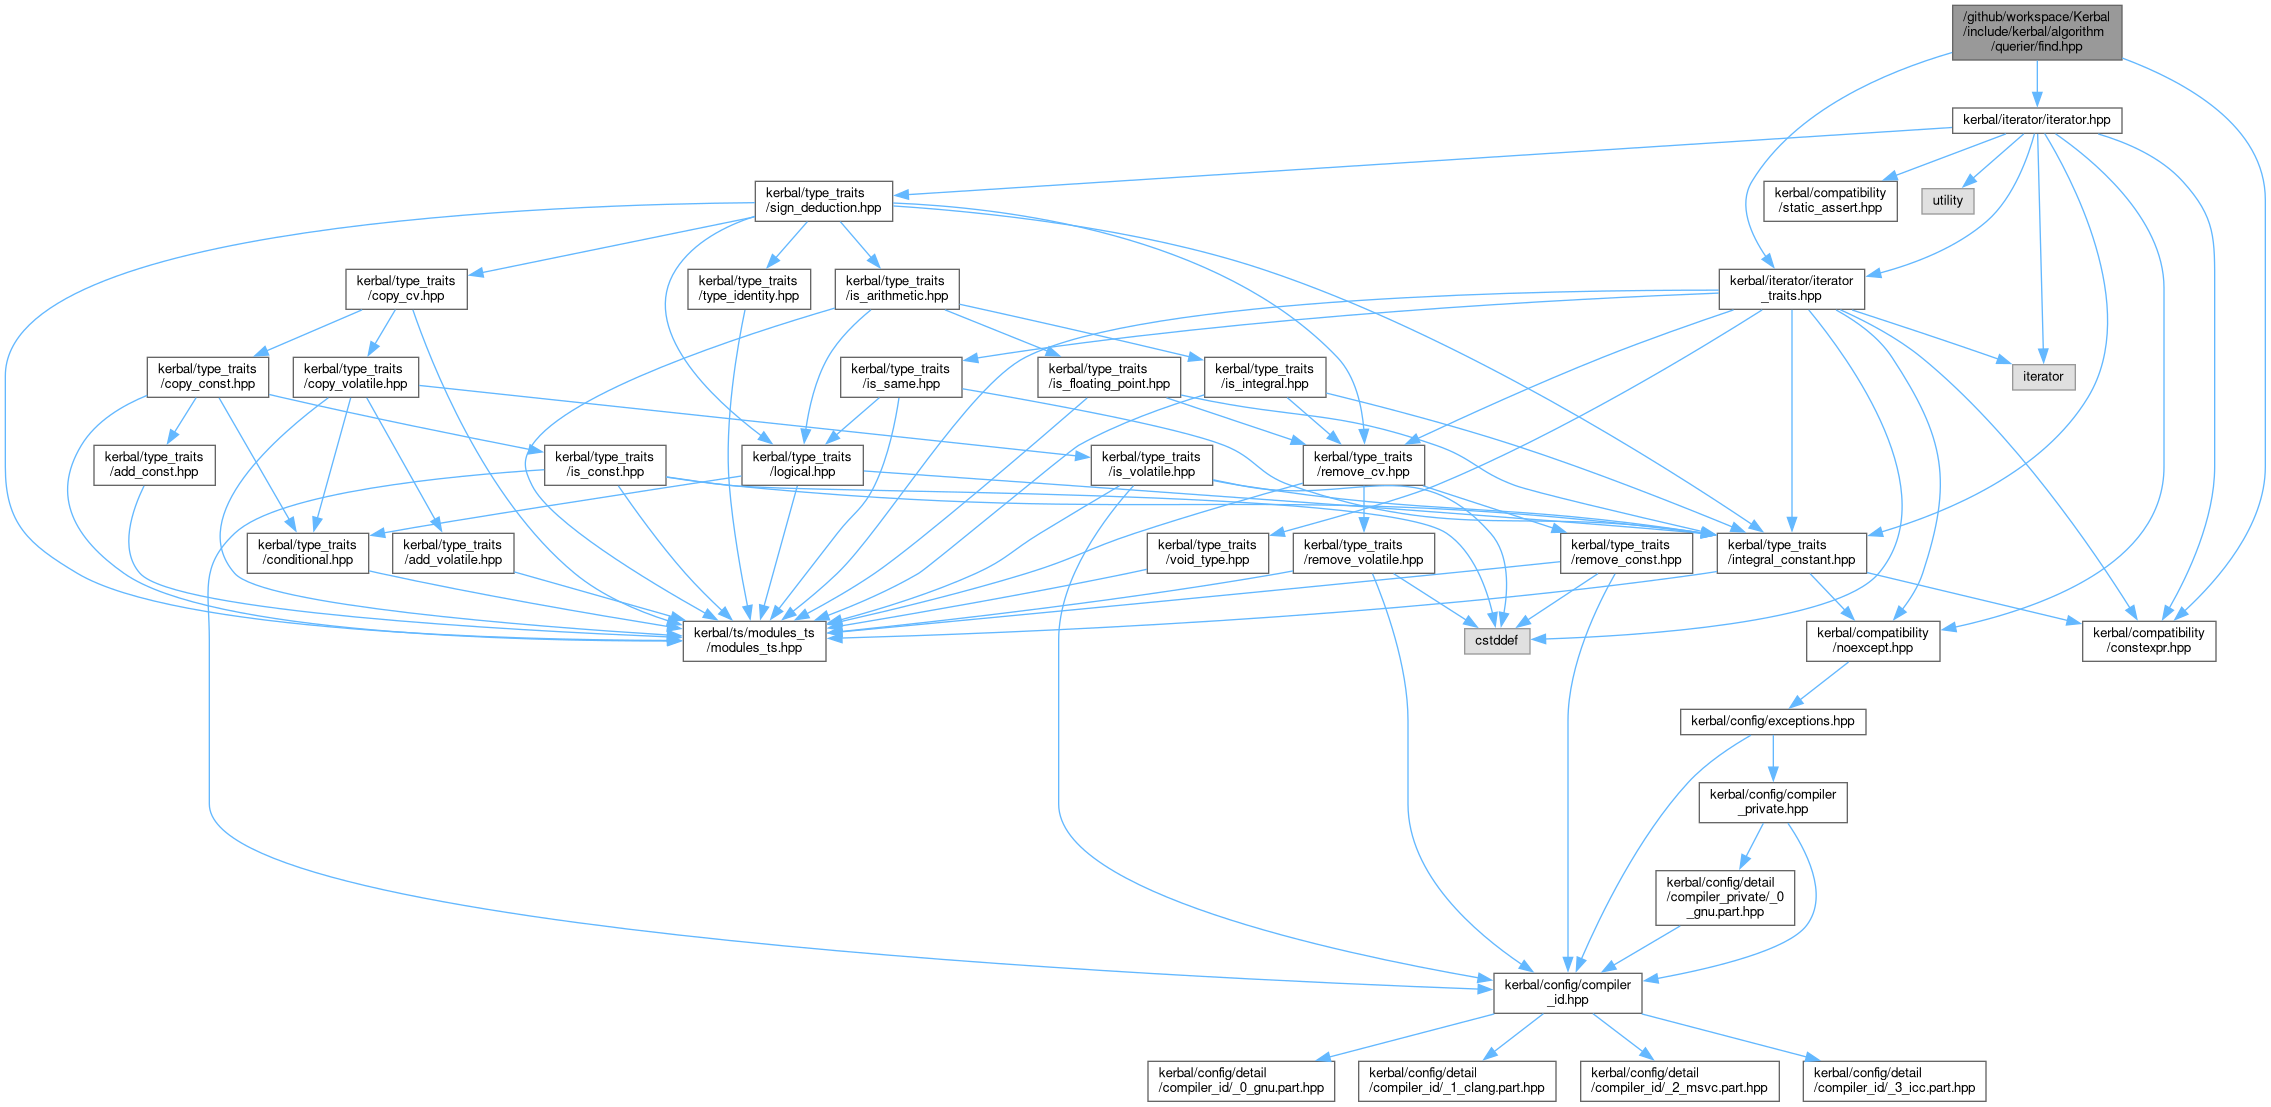 /github/workspace/Kerbal
/include/kerbal/algorithm
/querier/find.hpp
kerbal/iterator/iterator.hpp
kerbal/type_traits
/sign_deduction.hpp
kerbal/compatibility
/static_assert.hpp
utility
kerbal/type_traits
/copy_cv.hpp
kerbal/type_traits
/type_identity.hpp
kerbal/type_traits
/is_arithmetic.hpp
kerbal/iterator/iterator
_traits.hpp
kerbal/type_traits
/copy_const.hpp
kerbal/type_traits
/copy_volatile.hpp
kerbal/type_traits
/is_same.hpp
kerbal/type_traits
/is_floating_point.hpp
kerbal/type_traits
/is_integral.hpp
iterator
kerbal/type_traits
/add_const.hpp
kerbal/type_traits
/is_const.hpp
kerbal/type_traits
/logical.hpp
kerbal/type_traits
/is_volatile.hpp
kerbal/type_traits
/remove_cv.hpp
kerbal/type_traits
/conditional.hpp
kerbal/type_traits
/add_volatile.hpp
kerbal/type_traits
/void_type.hpp
kerbal/type_traits
/remove_volatile.hpp
kerbal/type_traits
/remove_const.hpp
kerbal/type_traits
/integral_constant.hpp
kerbal/ts/modules_ts
/modules_ts.hpp
cstddef
kerbal/compatibility
/noexcept.hpp
kerbal/compatibility
/constexpr.hpp
kerbal/config/exceptions.hpp
kerbal/config/compiler
_private.hpp
kerbal/config/detail
/compiler_private/_0
_gnu.part.hpp
kerbal/config/compiler
_id.hpp
kerbal/config/detail
/compiler_id/_0_gnu.part.hpp
kerbal/config/detail
/compiler_id/_1_clang.part.hpp
kerbal/config/detail
/compiler_id/_2_msvc.part.hpp
kerbal/config/detail
/compiler_id/_3_icc.part.hpp